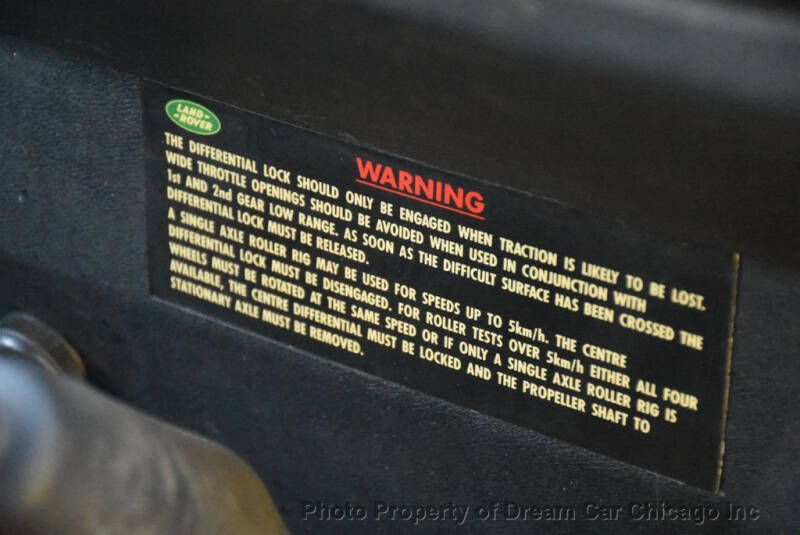 LAND-
-ROVER
WARNING
THE DIFFERENTIAL LOCK SHOULD ONLY BE ENGAGED WHEN TRACTION IS LIKELY TO BE LOST.
WIDE THROTTLE OPENINGS SHOULD BE AVOIDED WHEN USED IN CONJUNCTION WITH
1st AND 2nd GEAR LOW RANGE. AS SOON AS THE DIFFICULT SURFACE HAS BEEN CROSSED THE
DIFFERENTIAL LOCK MUST BE RELEASED.
A SINGLE AXLE ROLLER RIG MAY BE USED FOR SPEEDS UP TO 5km/h. THE CENTRE
DIFFERENTIAL LOCK MUST BE DISENGAGED. FOR ROLLER TESTS OVER 5km/h EITHER ALL FOUR
WHEELS MUST BE ROTATED AT THE SAME SPEED OR IF ONLY A SINGLE AXLE ROLLER RIG IS
AVAILABLE, THE CENTRE DIFFERENTIAL MUST BE LOCKED AND THE PROPELLER SHAFT TO
STATIONARY AXLE MUST BE REMOVED.
Photo Property of Dream Car Chicago Inc